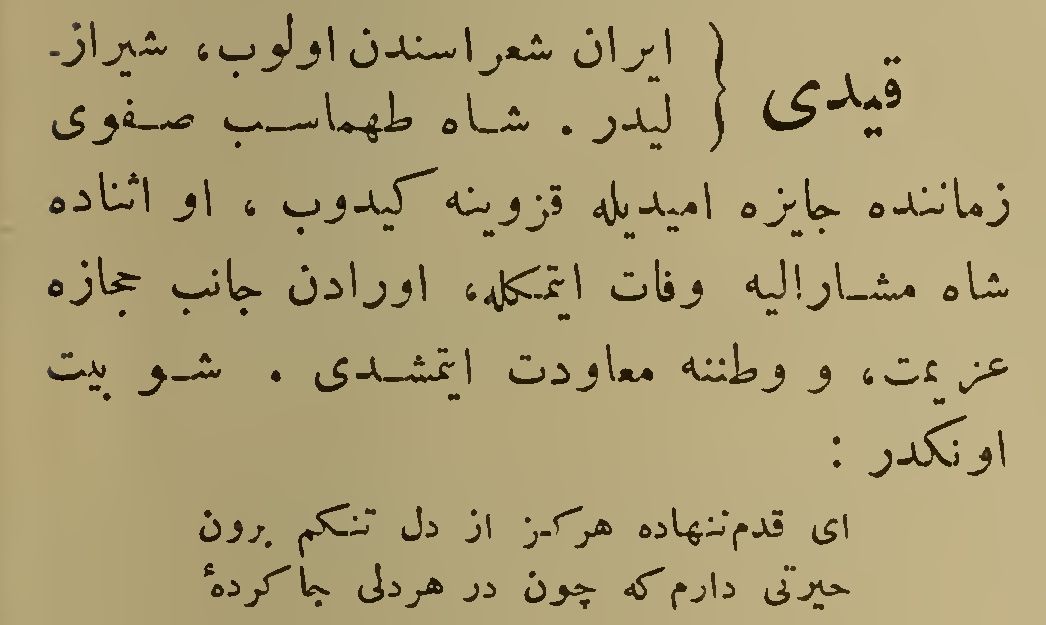 قیدی { ایران شعراسندن اولوب، شیراز-
لیدر . شاه طهماسب صفوی
زماننده جایزه امیدیله قزوینه کیدوب ، او اثناده
شاه مشارالیه وفات ایتمکله، اورادن جانب حجازه
عزیمت، و وطننه معاودت ایتمشدی . شو بیت
اونکدر :
ای قدم ننهاده هرکز از دل تنکم برون
حیرتی دارم که چون در هردلی جا کردهٔ